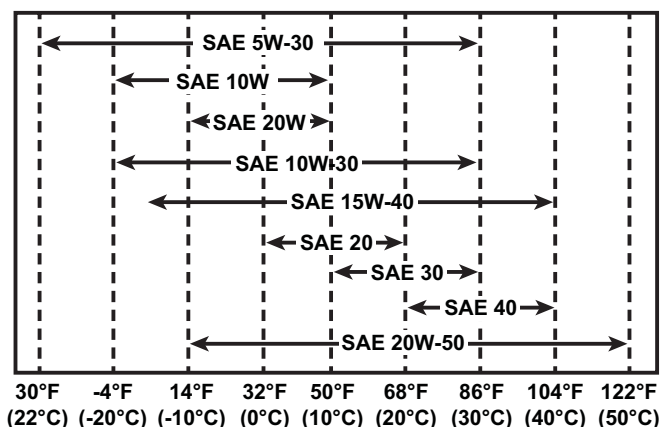 SAE 5W-30
SAE 10W
SAE 20W
SAE 10W-30
SAE 15W-40
SAE 20
SAE 30
SAE 40
SAE 20W-50
30°F -4°F 14°F 32°F 50°F 68°F 86°F 104°F 122°F
(22°C) (-20°C) (-10°C) (0°C) (10°C) (20°C) (30°C) (40°C) (50°C)